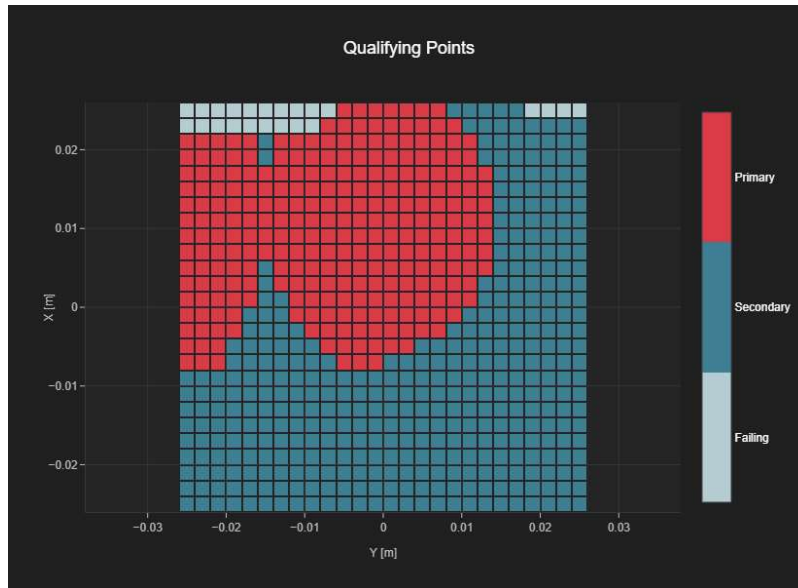 Qualifying Points
0.02
0.01
0
−0.01
−0.02
X [m]
−0.03
−0.02
−0.01
0
0.01
0.02
0.03
Y [m]
Primary
Secondary
Failing